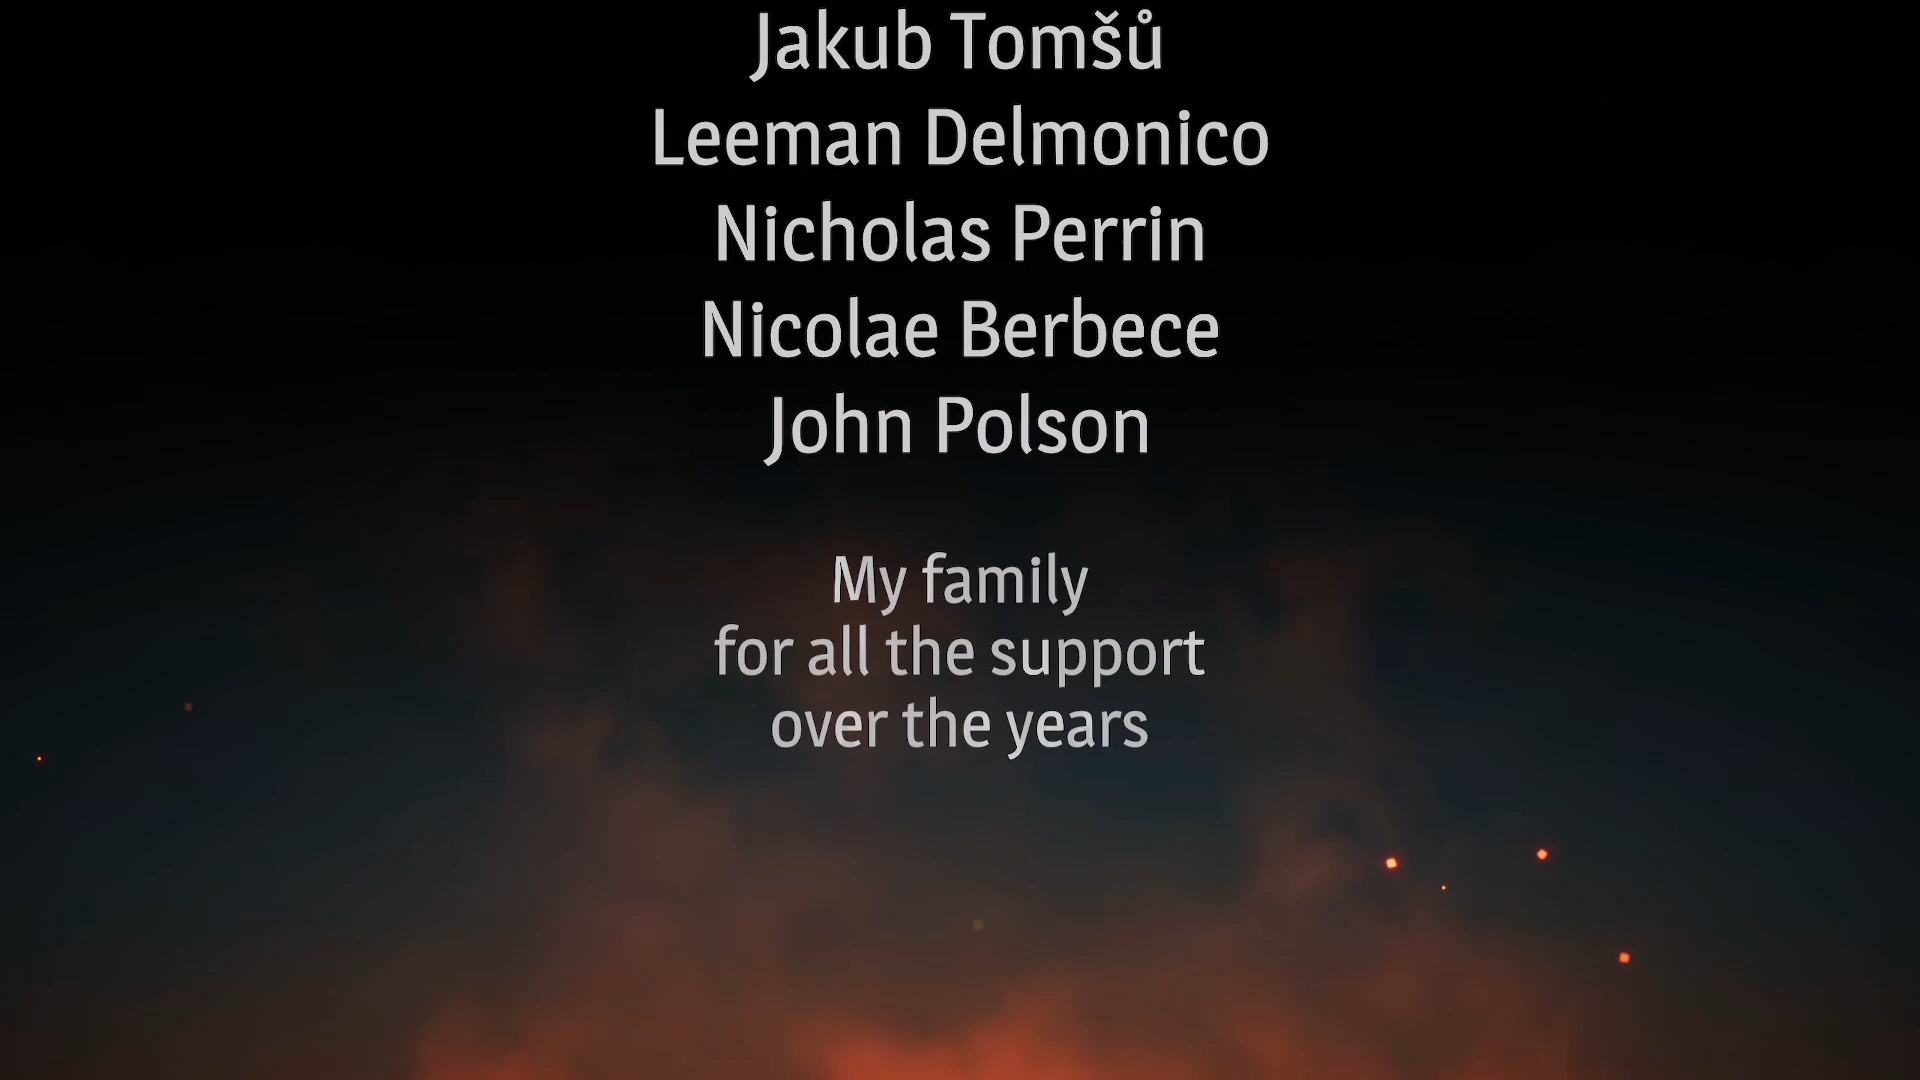 Jakub Tomšů
Leeman Delmonico
Nicholas Perrin
Nicolae Berbece
John Polson
My family
for all the support
over the years